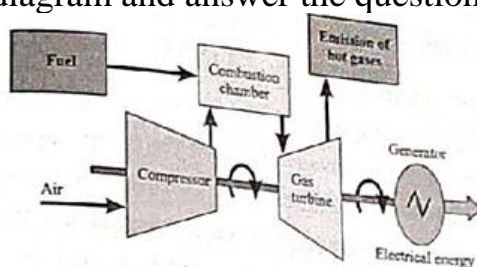 diagram and answer the question
Fuel
Combustion
chamber
Emission of
hot gases
Compressor
Air
Gas
turbine
Generator
Electrical energy